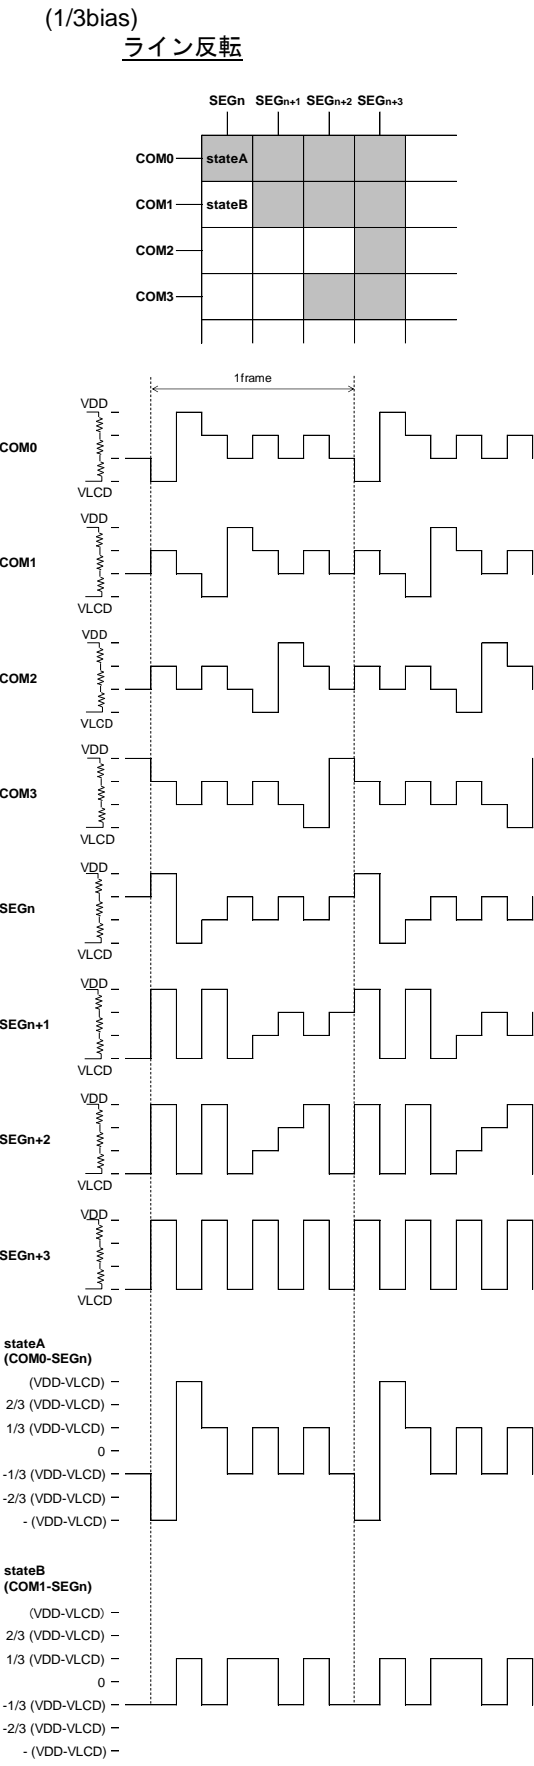 (1/3bias)
ライン反転
SEGn SEGn+1 SEGn+2 SEGn+3
COM0 stateA
COM1 stateB
COM2
COM3
1frame
VDD
COM0
VLCD
VDD
COM1
VLCD
VDD
COM2
VLCD
VDD
COM3
VLCD
VDD
SEGn
VLCD
VDD
SEGn+1
VLCD
VDD
SEGn+2
VLCD
VDD
SEGn+3
VLCD
stateA
(COM0-SEGn)
(VDD-VLCD)
2/3 (VDD-VLCD)
1/3 (VDD-VLCD)
0
-1/3 (VDD-VLCD)
-2/3 (VDD-VLCD)
- (VDD-VLCD)
stateB
(COM1-SEGn)
(VDD-VLCD)
2/3 (VDD-VLCD)
1/3 (VDD-VLCD)
0
-1/3 (VDD-VLCD)
-2/3 (VDD-VLCD)
- (VDD-VLCD)